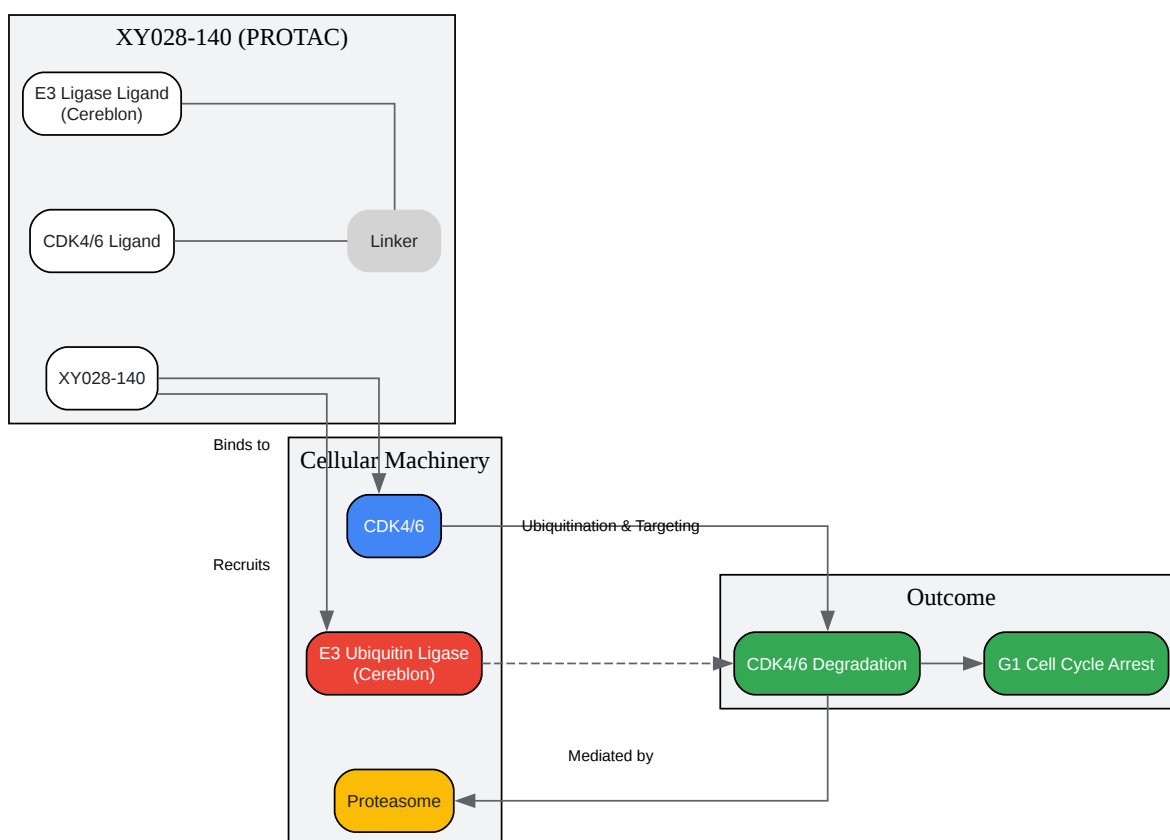 XY028-140 (PROTAC)
E3 Ligase Ligand
(Cereblon)
CDK4/6 Ligand
Linker
XY028-140
Binds to
Cellular Machinery
CDK4/6
Ubiquitination & Targeting
Recruits
Outcome
E3 Ubiquitin Ligase
(Cereblon)
CDK4/6 Degradation
G1 Cell Cycle Arrest
Mediated by
Proteasome